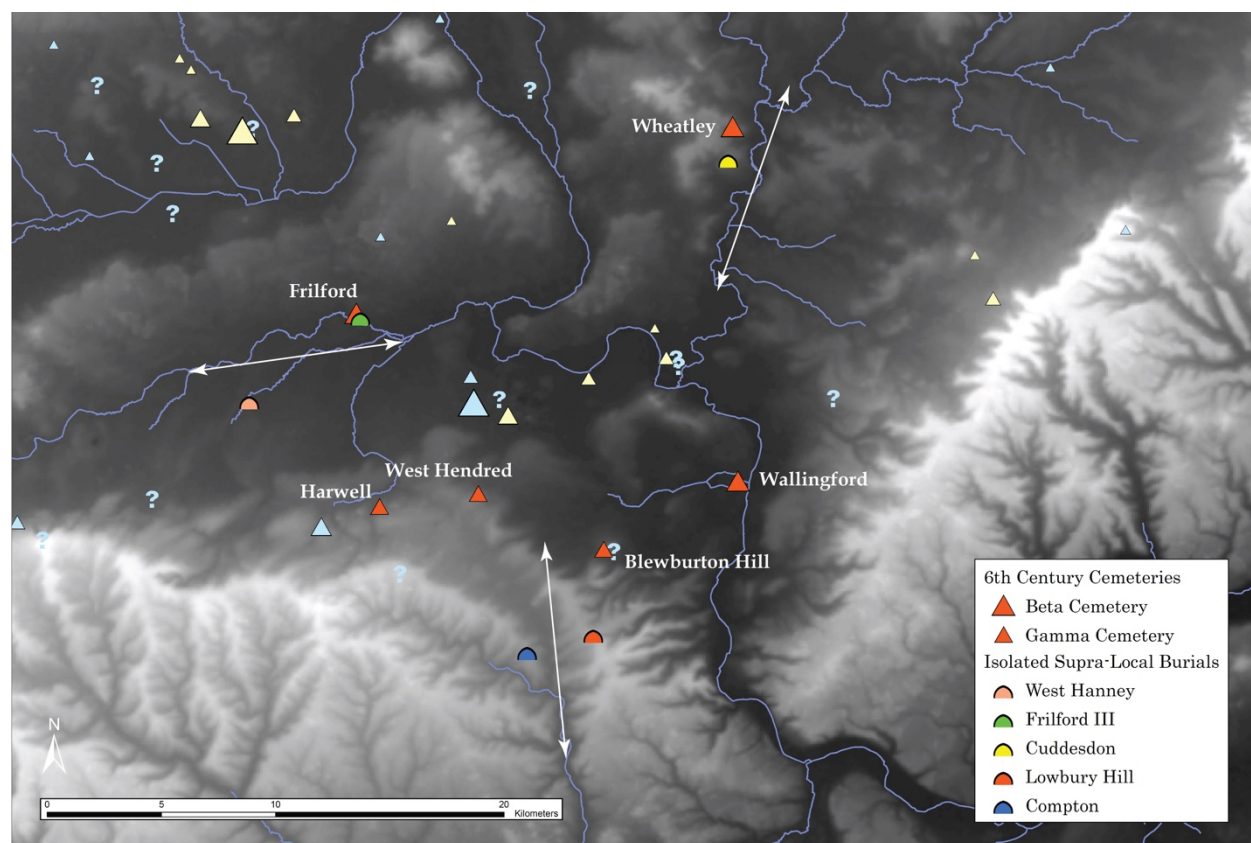 ?
?
?
Wheatley
?
?
Frilford
?
?
?
?
West Hendred
Harwell
Wallingford
?
?
?
Blewburton Hill
?
6th Century Cemeteries
Beta Cemetery
Gamma Cemetery
Isolated Supra-Local Burials
West Hanney
Frilford III
Cuddesdon
Lowbury Hill
Compton
N
0 5 10 20
Kilometers